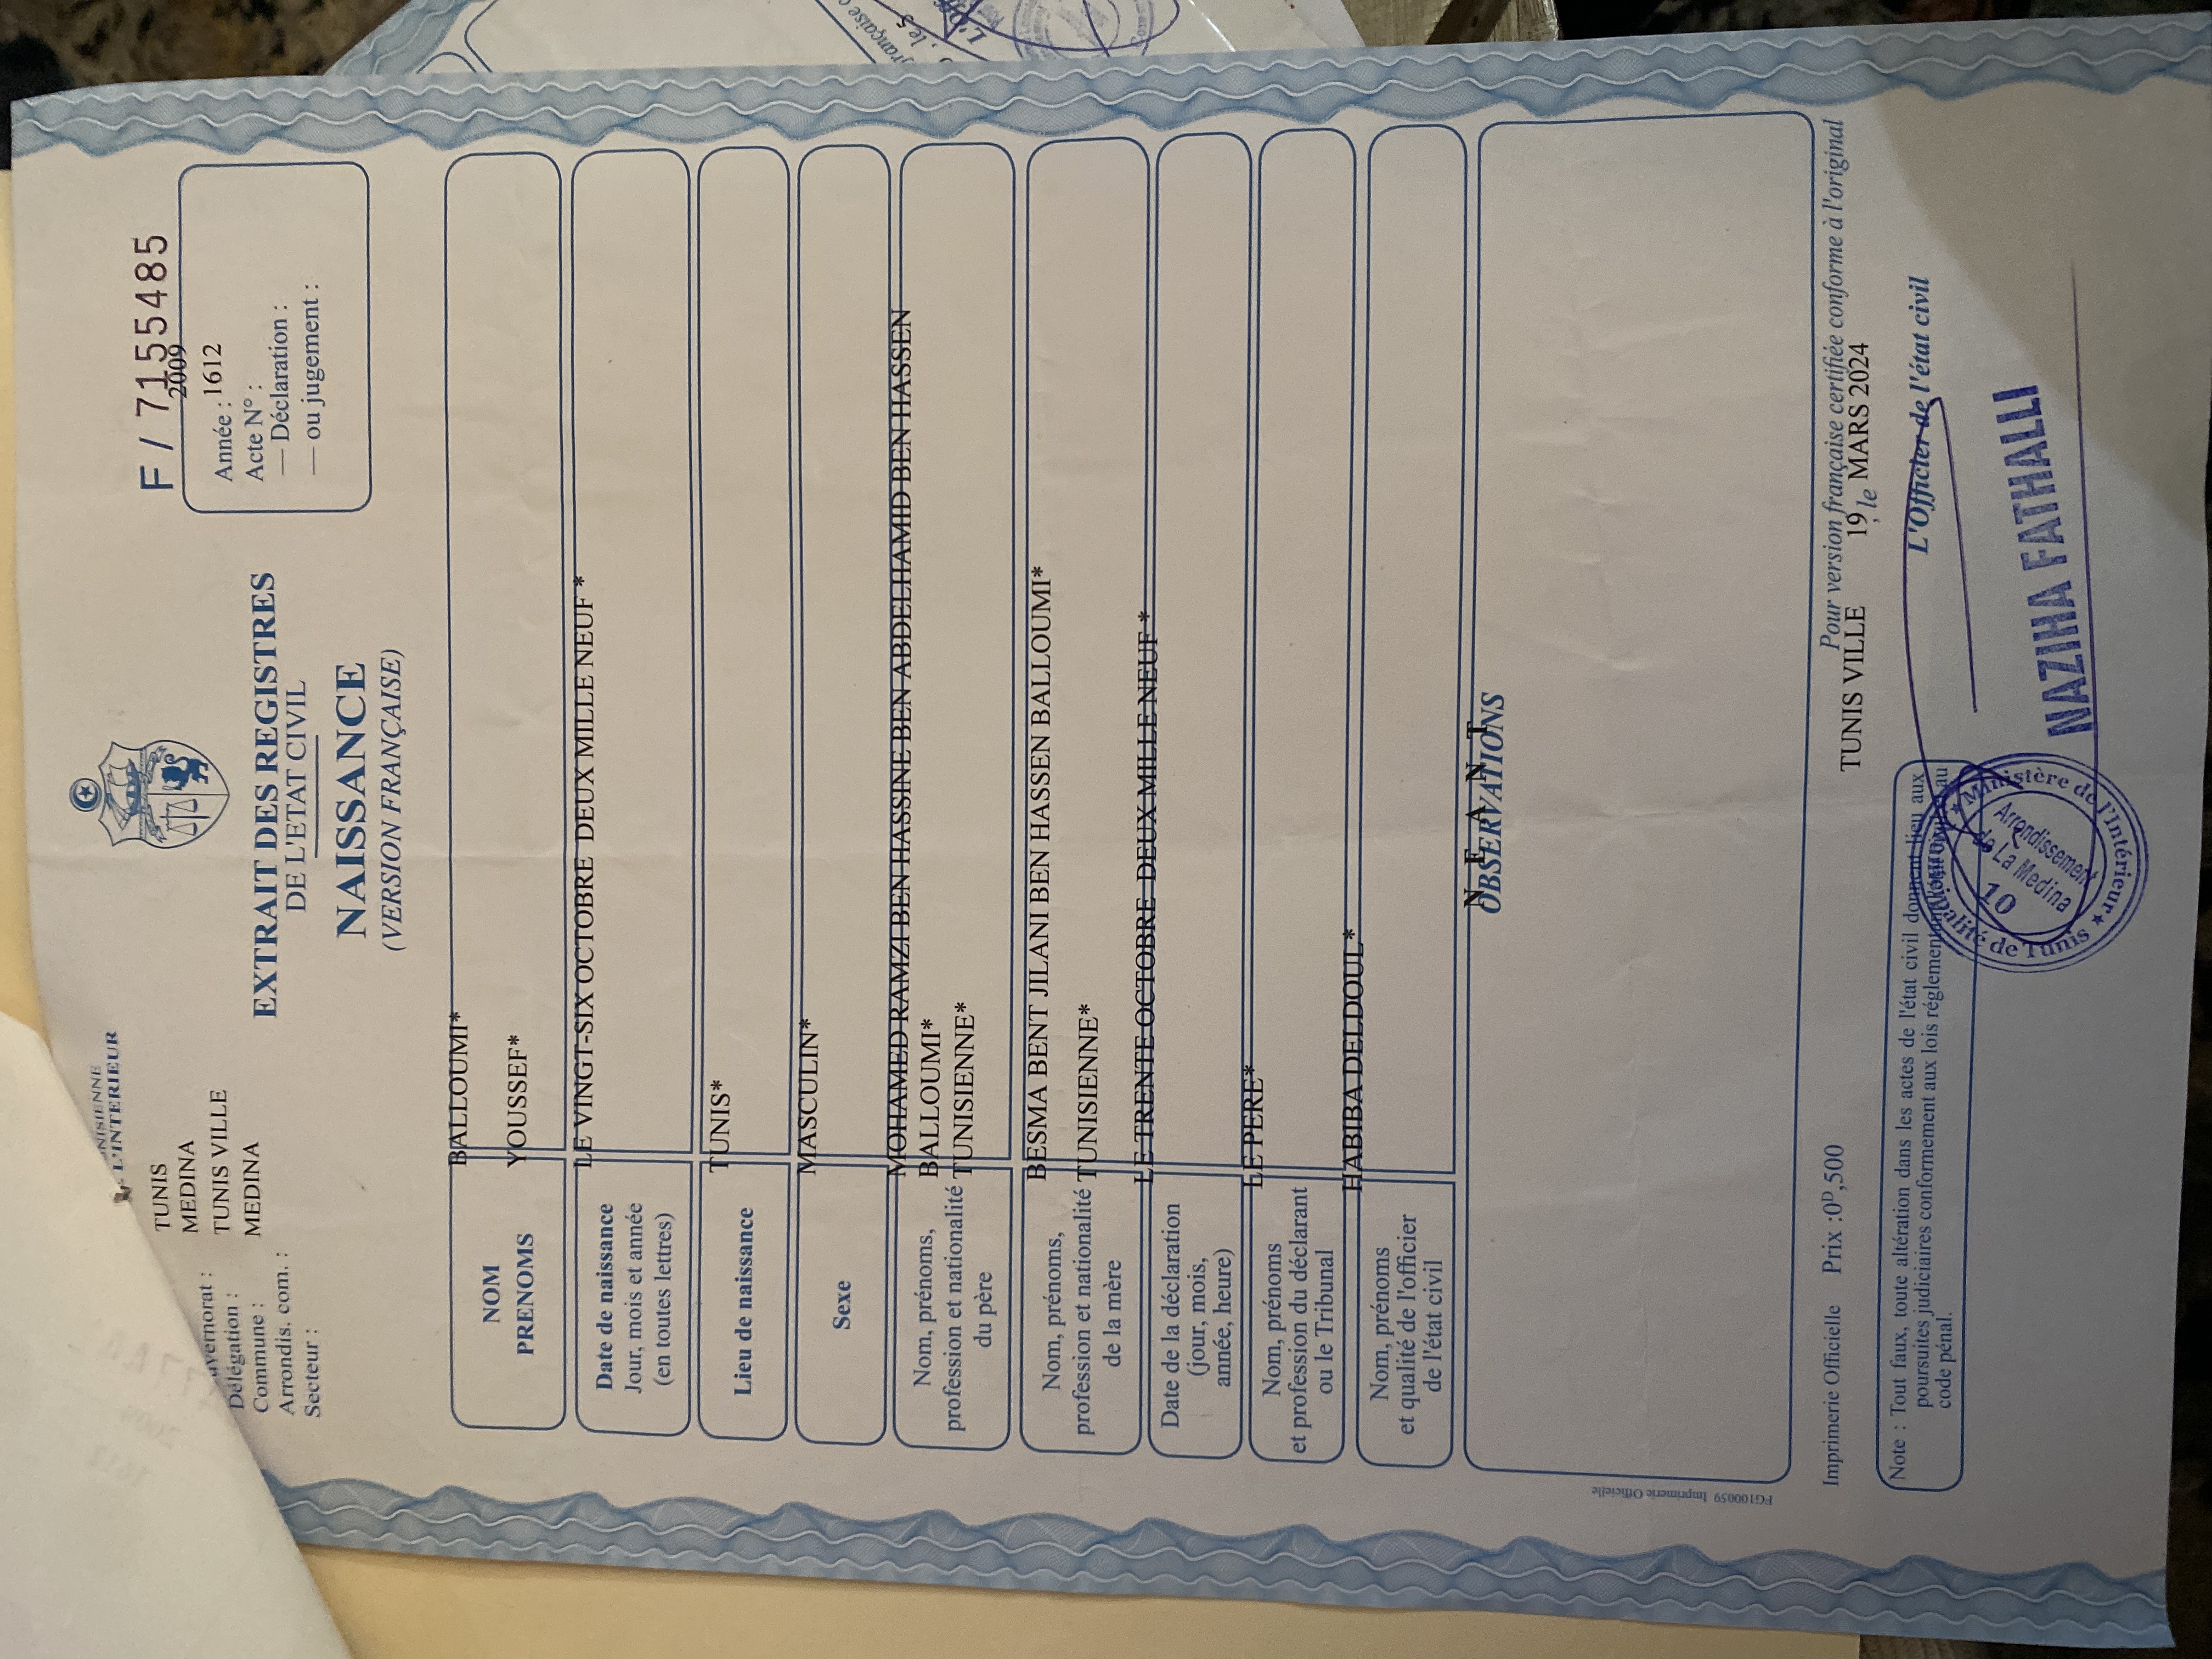 F / 7155485
2009
Année : 1612
Acte N° :
— Déclaration :
— ou jugement :
NISIENNE
L'INTERIEUR
TUNIS
MEDINA
TUNIS VILLE
MEDINA
Délégation :
Commune :
Arrondis. com. :
Secteur :
EXTRAIT DES REGISTRES
DE L'ETAT CIVIL
NAISSANCE
(VERSION FRANÇAISE)
NOM
PRENOMS
BALLOUMI*
YOUSSEF*
Date de naissance
Jour, mois et année
(en toutes lettres)
LE VINGT-SIX OCTOBRE DEUX MILLE NEUF *
Lieu de naissance
TUNIS*
Sexe
MASCULIN*
Nom, prénoms,
profession et nationalité
du père
MOHAMED RAMZI BEN HASSINE BEN ABDELHAMID BEN HASSEN
BALLOUMI*
TUNISIENNE*
Nom, prénoms,
profession et nationalité
de la mère
BESMA BENT JILANI BEN HASSEN BALLOUMI*
TUNISIENNE*
Date de la déclaration
(jour, mois,
année, heure)
LE TRENTE OCTOBRE DEUX MILLE NEUF *
Nom, prénoms
et profession du déclarant
ou le Tribunal
LE PERE*
Nom, prénoms
et qualité de l'officier
de l'état civil
HABIBA DELDOUL*
N E A N T
OBSERVATIONS
FG100059 Imprimerie Officielle
Imprimerie Officielle Prix :0D,500
Pour version française certifiée conforme à l'original
TUNIS VILLE 19 , le MARS 2024
L'Officier de l'état civil
NAZIHA FATHALLI
Note : Tout faux, toute altération dans les actes de l'état civil donnent lieu aux
poursuites judiciaires conformement aux lois réglementant au
code pénal.
Ministère de l'intérieur
Arrondissement
de La Medina
10
de Tunis